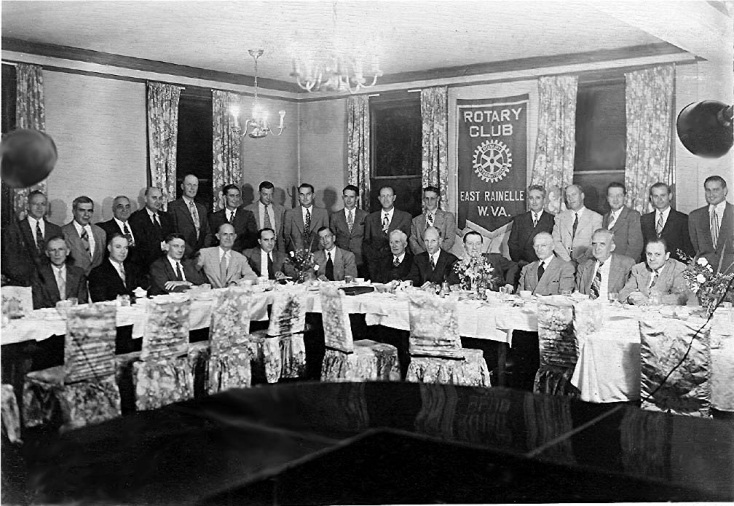 ROTARY
CLUB
EAST RAINELLE
W.VA.